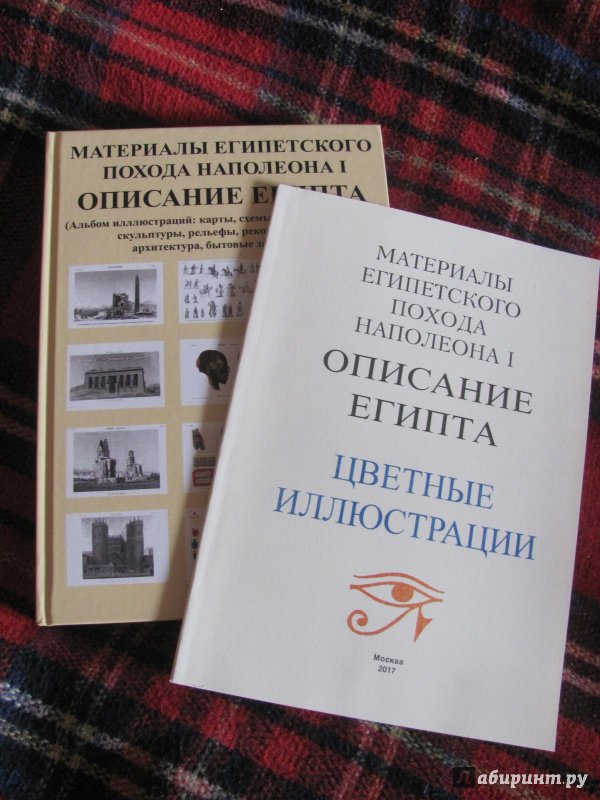 МАТЕРИАЛЫ ЕГИПЕТСКОГО
ПОХОДА НАПОЛЕОНА I
ОПИСАНИЕ ЕГИПТА
(Альбом иллюстраций: карты, схемы
скульптуры, рельефы,
архитектура, бытовые
МАТЕРИАЛЫ
ЕГИПЕТСКОГО
ПОХОДА
НАПОЛЕОНА I
ОПИСАНИЕ
ЕГИПТА
ЦВЕТНЫЕ
ИЛЛЮСТРАЦИИ
Москва
2017
лабиринт.ру